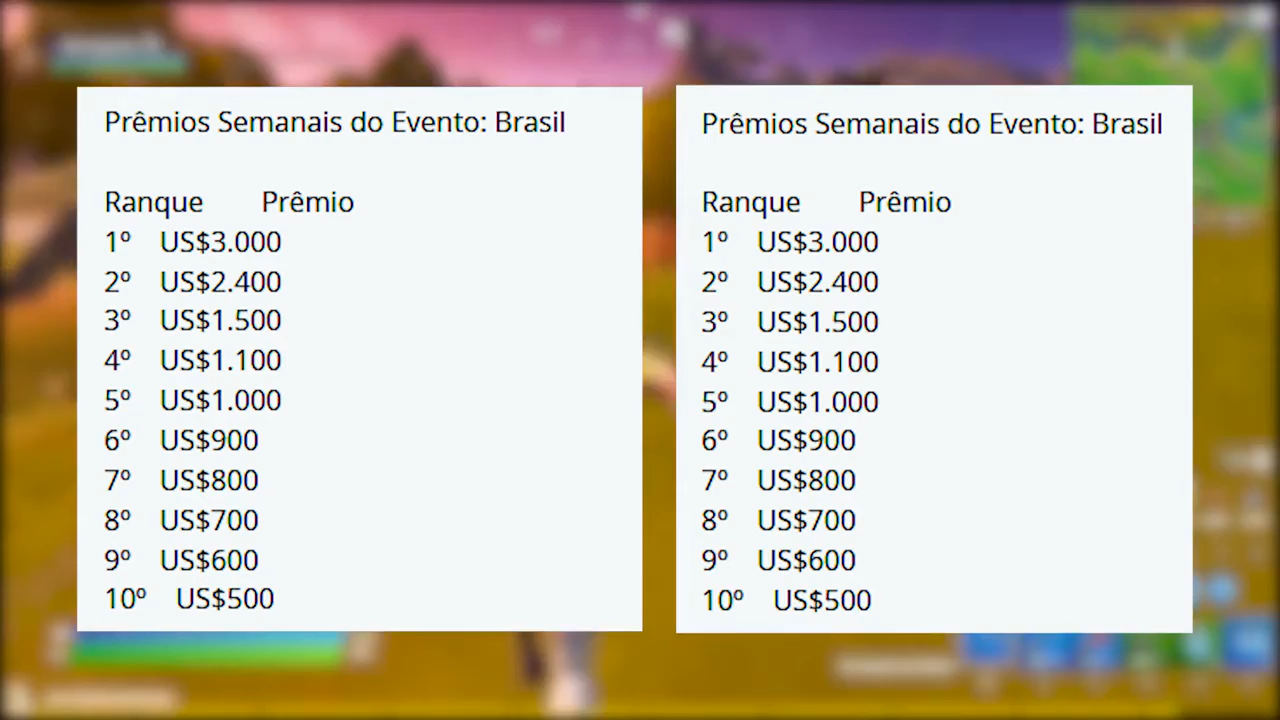 Prêmios Semanais do Evento: Brasil
Ranque Prêmio
1º US$3.000
2º US$2.400
3º US$1.500
4º US$1.100
5º US$1.000
6º US$900
7º US$800
8º US$700
9º US$600
10º US$500
Prêmios Semanais do Evento: Brasil
Ranque Prêmio
1º US$3.000
2º US$2.400
3º US$1.500
4º US$1.100
5º US$1.000
6º US$900
7º US$800
8º US$700
9º US$600
10º US$500